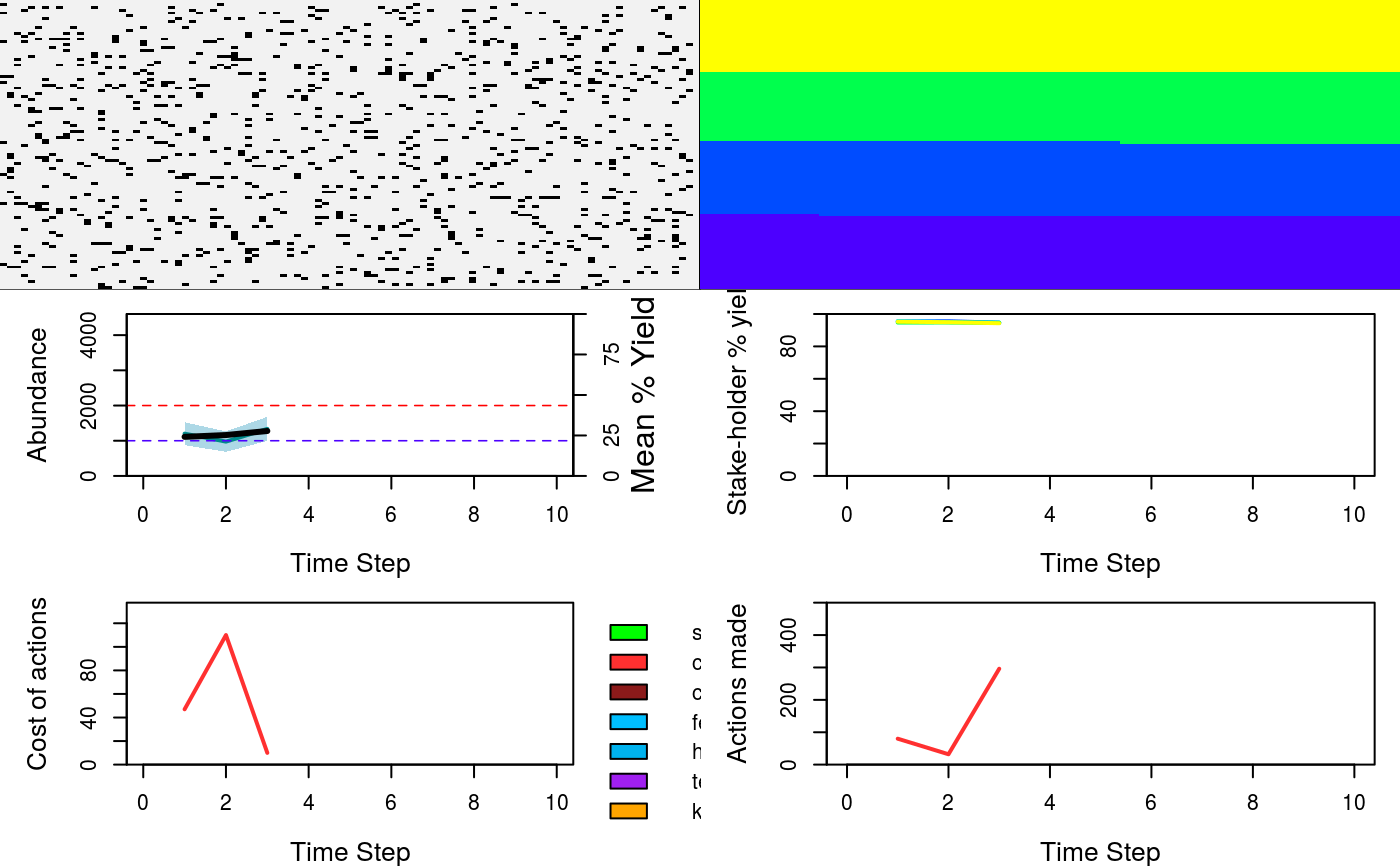 Abundance
0
2000
4000
0
25
75
Mean % Yield
0 2 4 6 8 10
Time Step
Stake-holder % yiel
0
40
80
0 2 4 6 8 10
Time Step
Cost of actions
0
40
80
0 2 4 6 8 10
Time Step
s
c
c
fe
h
te
k
Actions made
0
200
400
0 2 4 6 8 10
Time Step